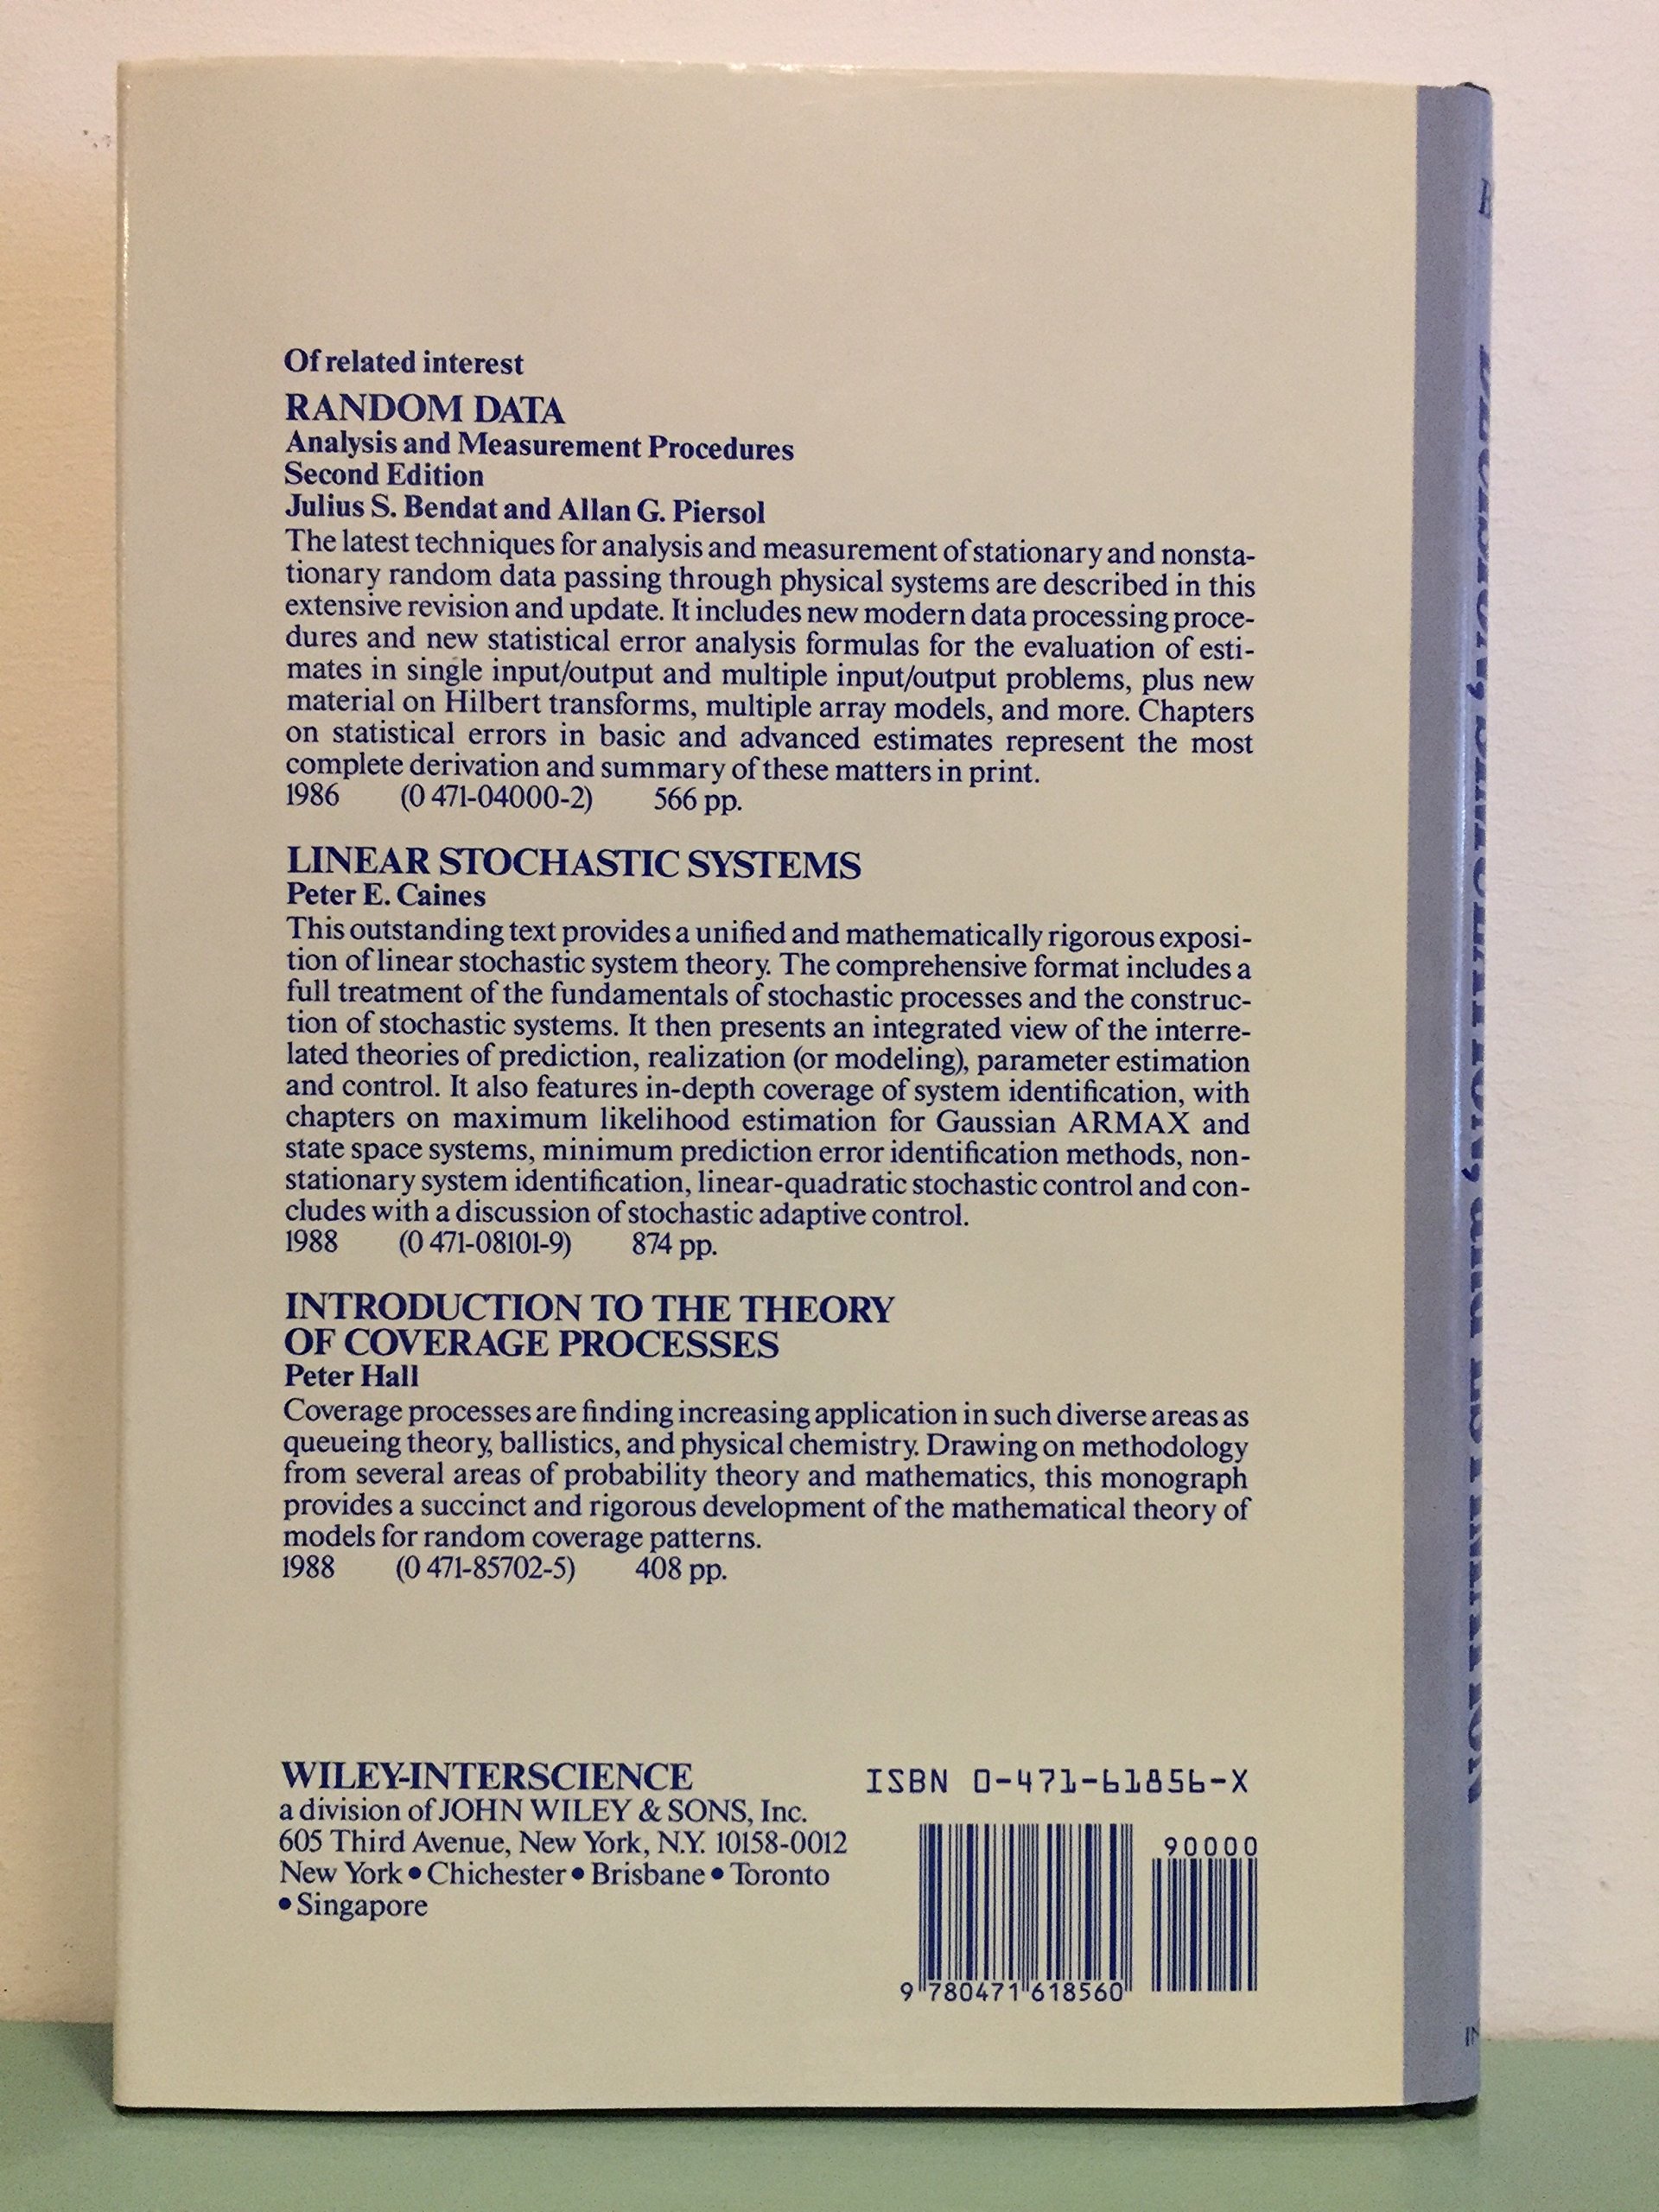 Of related interest
RANDOM DATA
Analysis and Measurement Procedures
Second Edition
Julius S. Bendat and Allan G. Piersol
The latest techniques for analysis and measurement of stationary and nonsta-
tionary random data passing through physical systems are described in this
extensive revision and update. It includes new modern data processing proce-
dures and new statistical error analysis formulas for the evaluation of esti-
mates in single input/output and multiple input/output problems, plus new
material on Hilbert transforms, multiple array models, and more. Chapters
on statistical errors in basic and advanced estimates represent the most
complete derivation and summary of these matters in print.
1986 (0 471-04000-2) 566 pp.
LINEAR STOCHASTIC SYSTEMS
Peter E. Caines
This outstanding text provides a unified and mathematically rigorous exposi-
tion of linear stochastic system theory. The comprehensive format includes a
full treatment of the fundamentals of stochastic processes and the construc-
tion of stochastic systems. It then presents an integrated view of the interre-
lated theories of prediction, realization (or modeling), parameter estimation
and control. It also features in-depth coverage of system identification, with
chapters on maximum likelihood estimation for Gaussian ARMAX and
state space systems, minimum prediction error identification methods, non-
stationary system identification, linear-quadratic stochastic control and con-
cludes with a discussion of stochastic adaptive control.
1988 (0 471-08101-9) 874 pp.
INTRODUCTION TO THE THEORY
OF COVERAGE PROCESSES
Peter Hall
Coverage processes are finding increasing application in such diverse areas as
queueing theory, ballistics, and physical chemistry. Drawing on methodology
from several areas of probability theory and mathematics, this monograph
provides a succinct and rigorous development of the mathematical theory of
models for random coverage patterns.
1988 (0 471-85702-5) 408 pp.
WILEY-INTERSCIENCE
a division of JOHN WILEY & SONS, Inc.
605 Third Avenue, New York, N.Y. 10158-0012
New York • Chichester • Brisbane • Toronto
• Singapore
ISBN 0-471-61856-X
90000
9 780471 618560